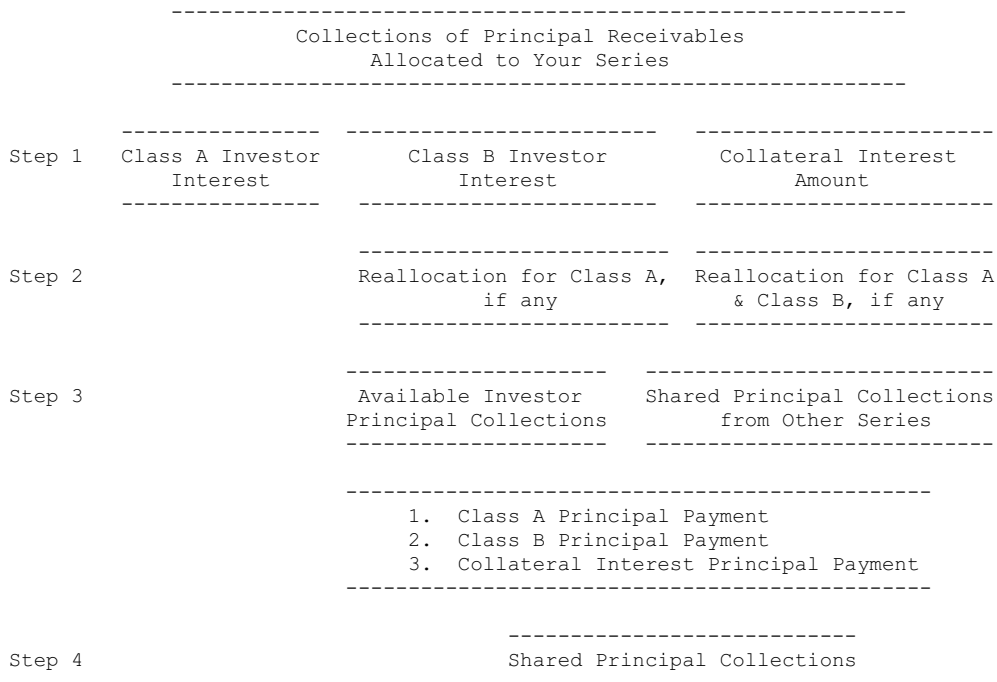 ------------------------------------------------------------
Collections of Principal Receivables
Allocated to Your Series
------------------------------------------------------------
---------------- ------------------------- ------------------------
Step 1 Class A Investor Class B Investor Collateral Interest
Interest Interest Amount
---------------- ------------------------ ------------------------
------------------------- ------------------------
Step 2 Reallocation for Class A, Reallocation for Class A
if any & Class B, if any
------------------------- ------------------------
--------------------- ----------------------------
Step 3 Available Investor Shared Principal Collections
Principal Collections from Other Series
--------------------- ----------------------------
-----------------------------------------------
1. Class A Principal Payment
2. Class B Principal Payment
3. Collateral Interest Principal Payment
-----------------------------------------------
----------------------------
Step 4 Shared Principal Collections